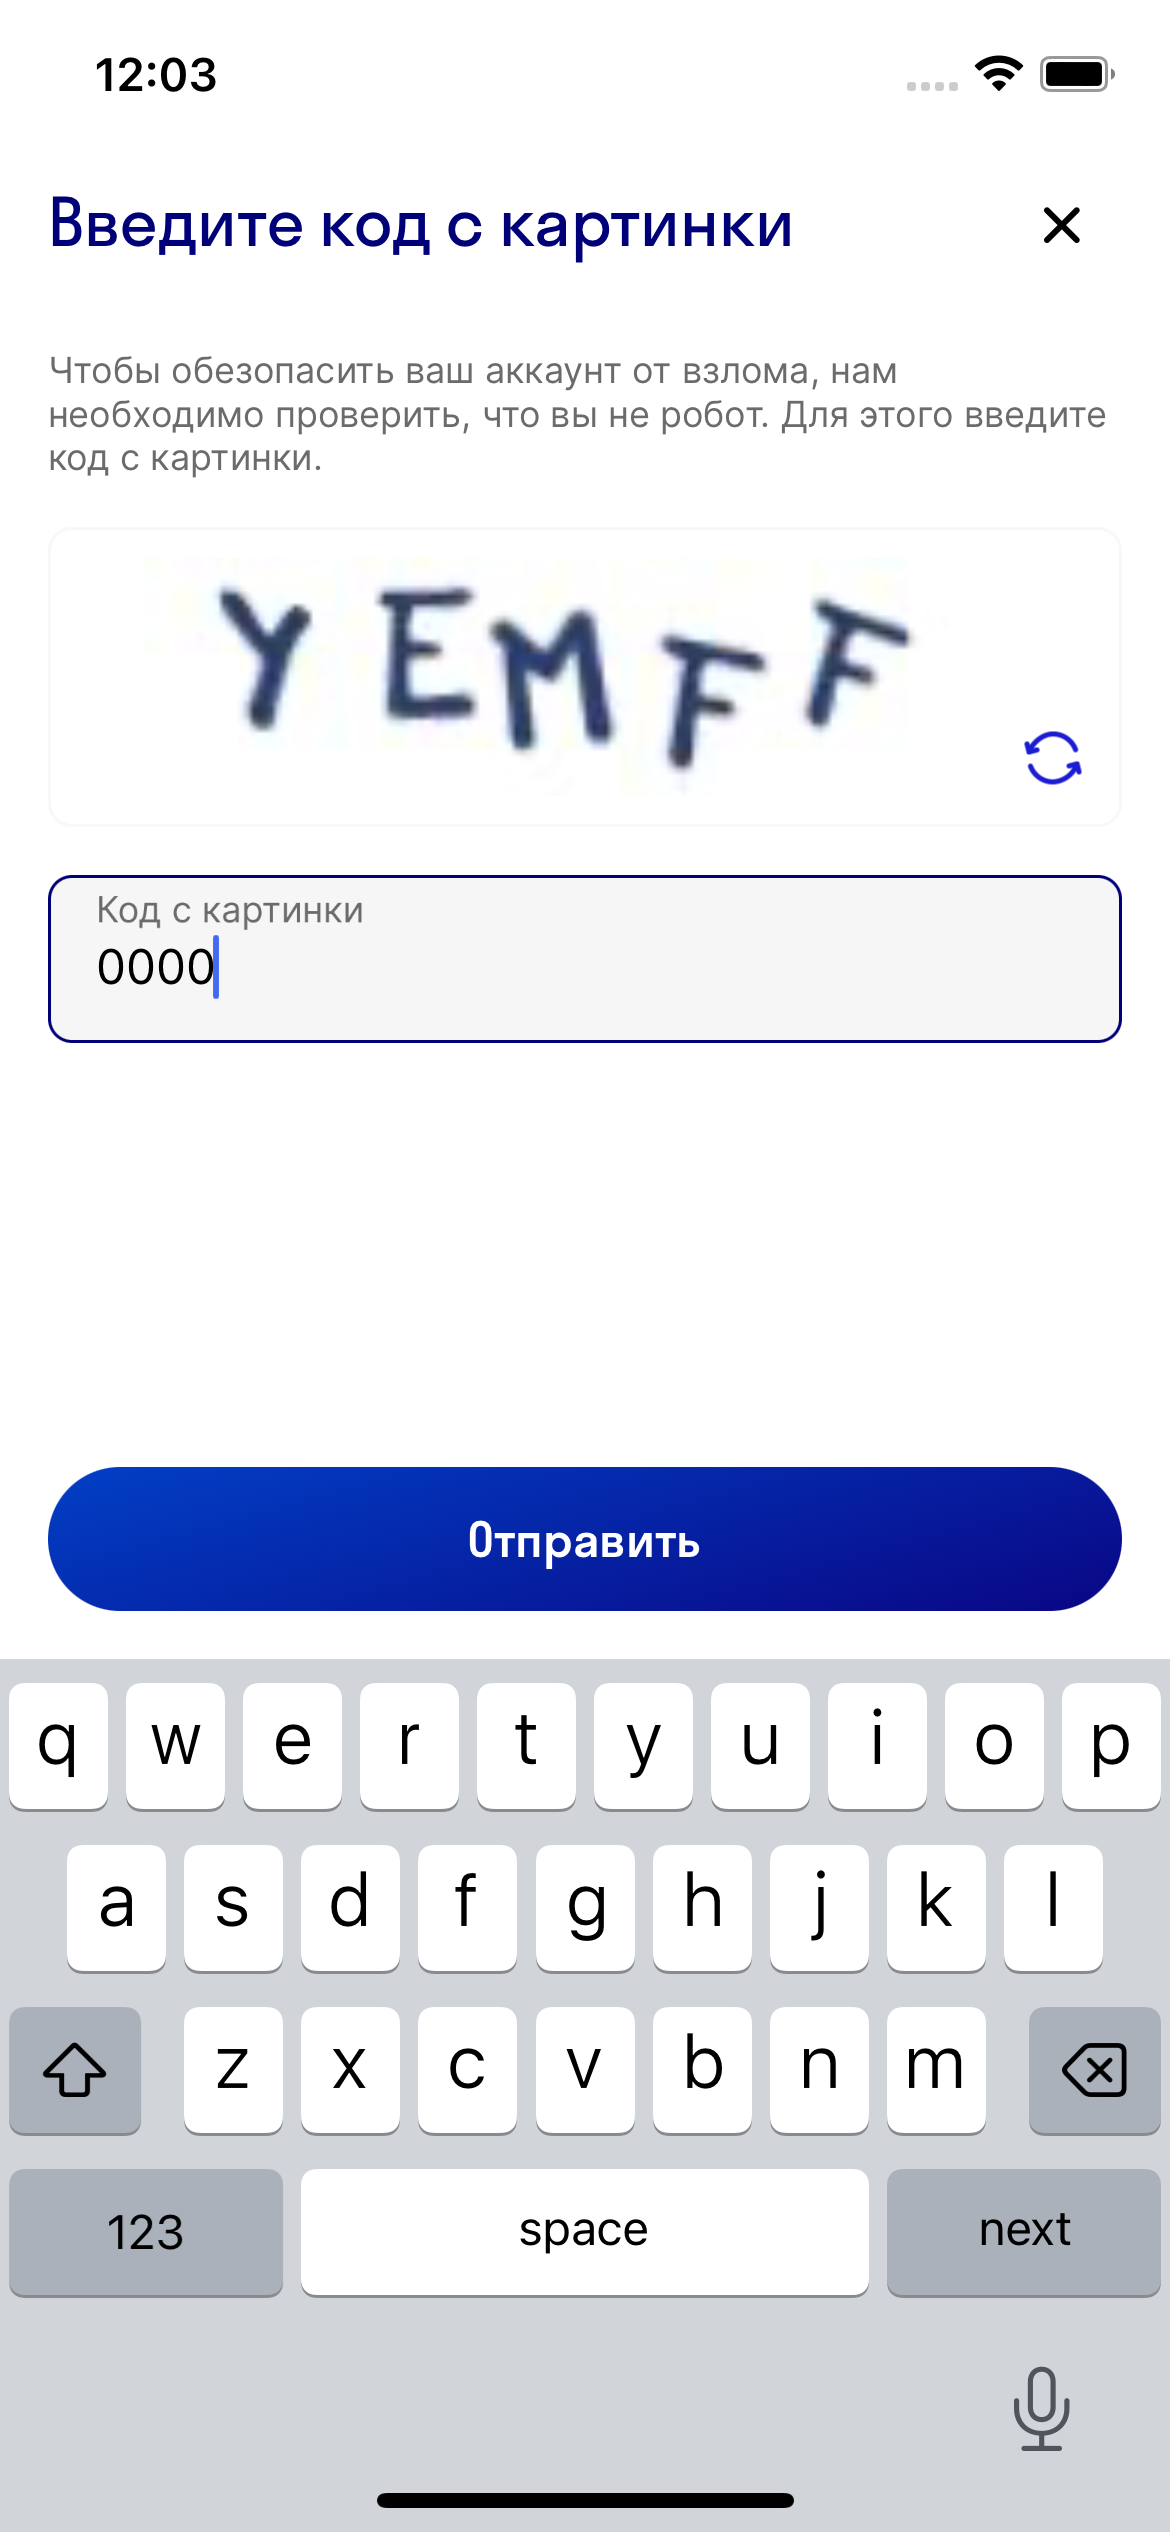 12:03
Введите код с картинки
Чтобы обезопасить ваш аккаунт от взлома, нам
необходимо проверить, что вы не робот. Для этого введите
код с картинки.
YEMFF
Код с картинки
0000
Отправить
q w e r t y u i o p
a s d f g h j k l
z x c v b n m
123 space next